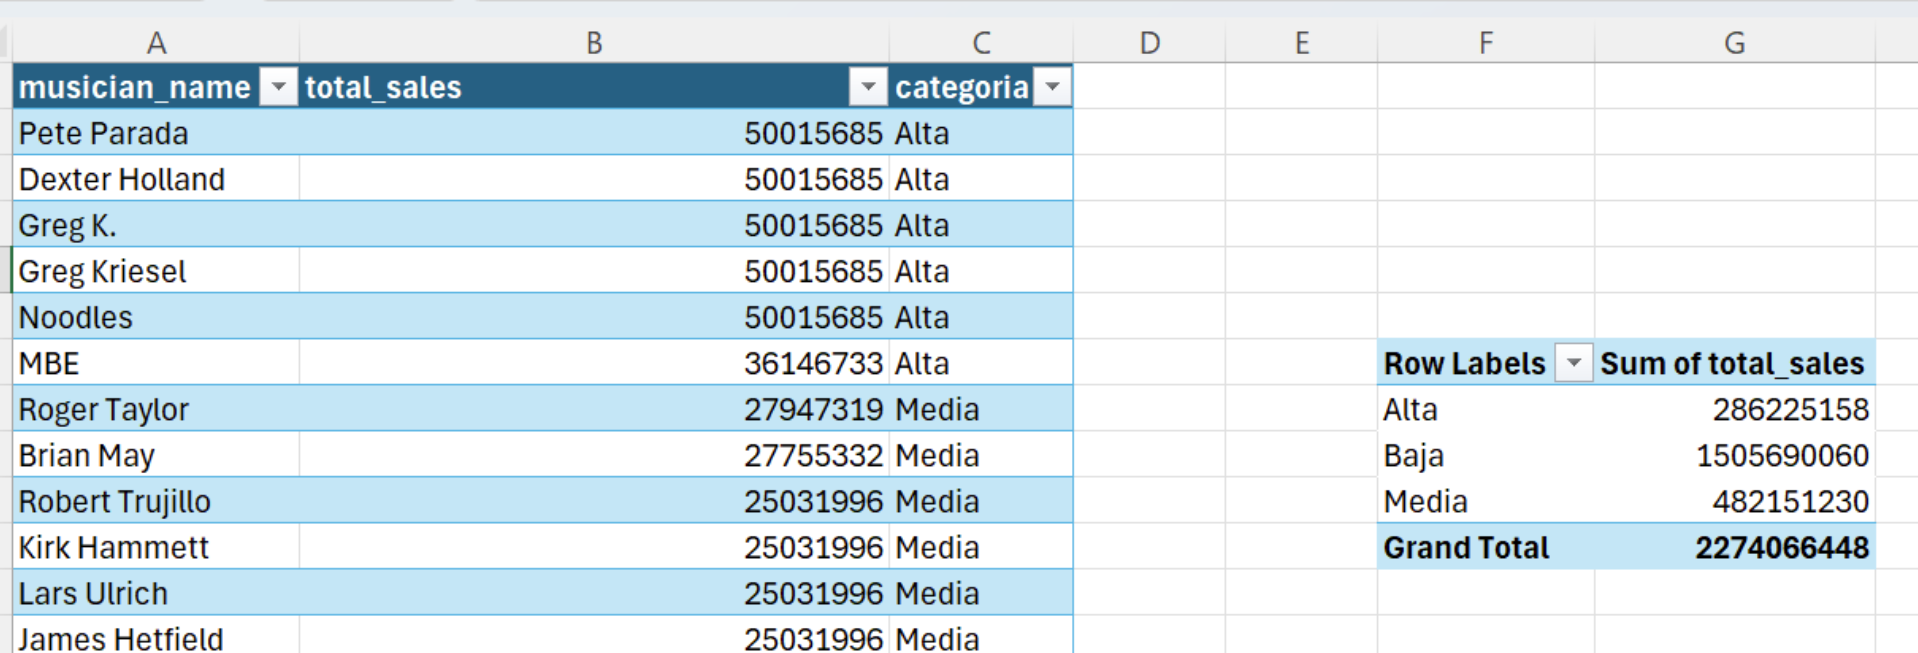 A B C D E F G
musician_name total_sales categoria
Pete Parada 50015685 Alta
Dexter Holland 50015685 Alta
Greg K. 50015685 Alta
Greg Kriesel 50015685 Alta
Noodles 50015685 Alta
MBE 36146733 Alta Row Labels Sum of total_sales
Roger Taylor 27947319 Media Alta 286225158
Brian May 27755332 Media Baja 1505690060
Robert Trujillo 25031996 Media Media 482151230
Kirk Hammett 25031996 Media Grand Total 2274066448
Lars Ulrich 25031996 Media
James Hetfield 25031996 Media